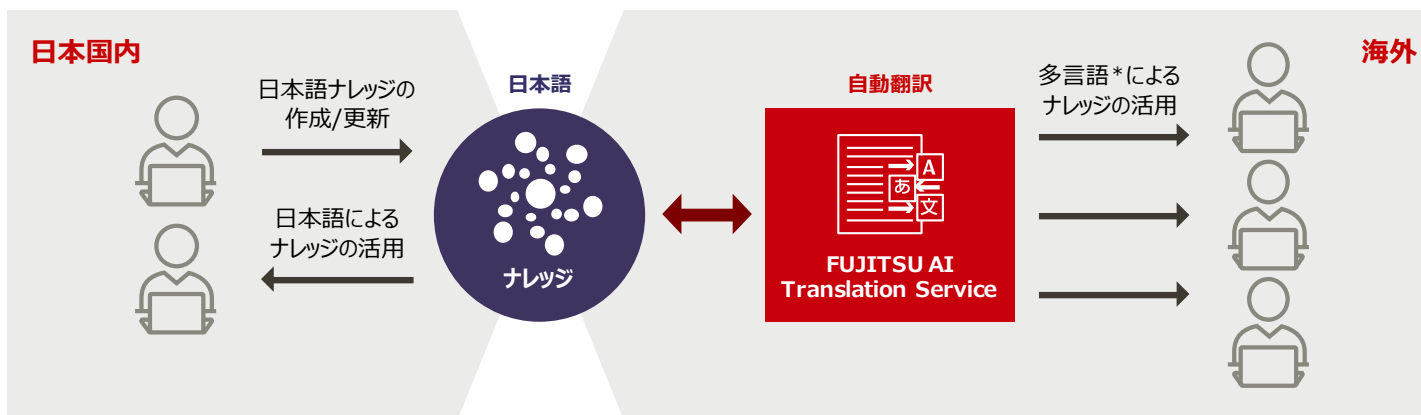 日本国内
日本語ナレッジの
作成/更新
日本語による
ナレッジの活用
日本語
ナレッジ
自動翻訳
A
あ
文
FUJITSU AI
Translation Service
多言語*による
ナレッジの活用
海外